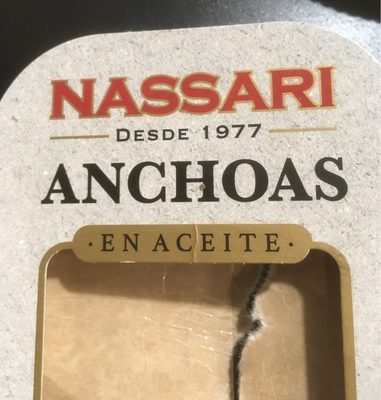 NASSARI
DESDE 1977
ANCHOAS
· EN ACEITE ·